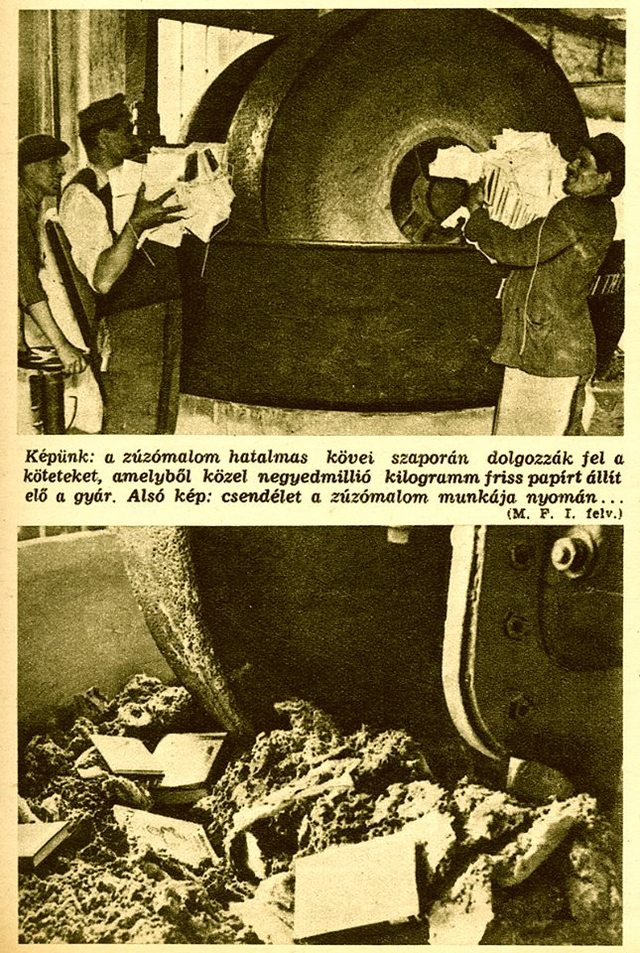 Képünk: a zúzómalom hatalmas kövei szaporán dolgozzák fel a
köteteket, amelyből közel negyedmillió kilogramm friss papírt állít
elő a gyár. Alsó kép: csendélet a zúzómalom munkája nyomán...
(M. F. I. felv.)